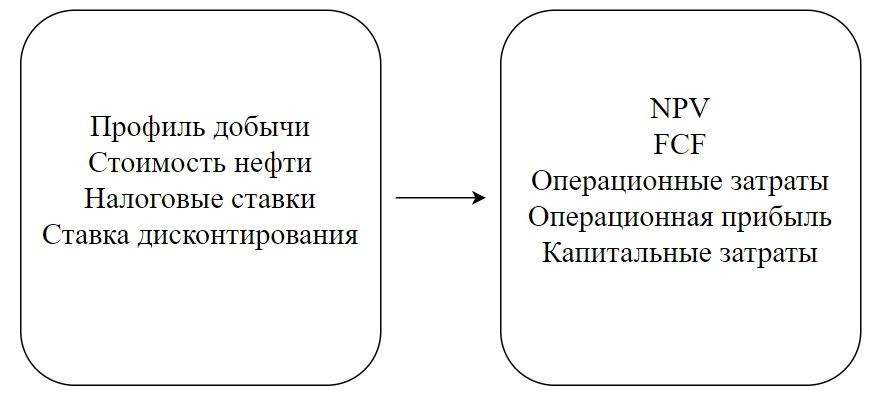 Профиль добычи
Стоимость нефти
Налоговые ставки
Ставка дисконтирования
NPV
FCF
Операционные затраты
Операционная прибыль
Капитальные затраты